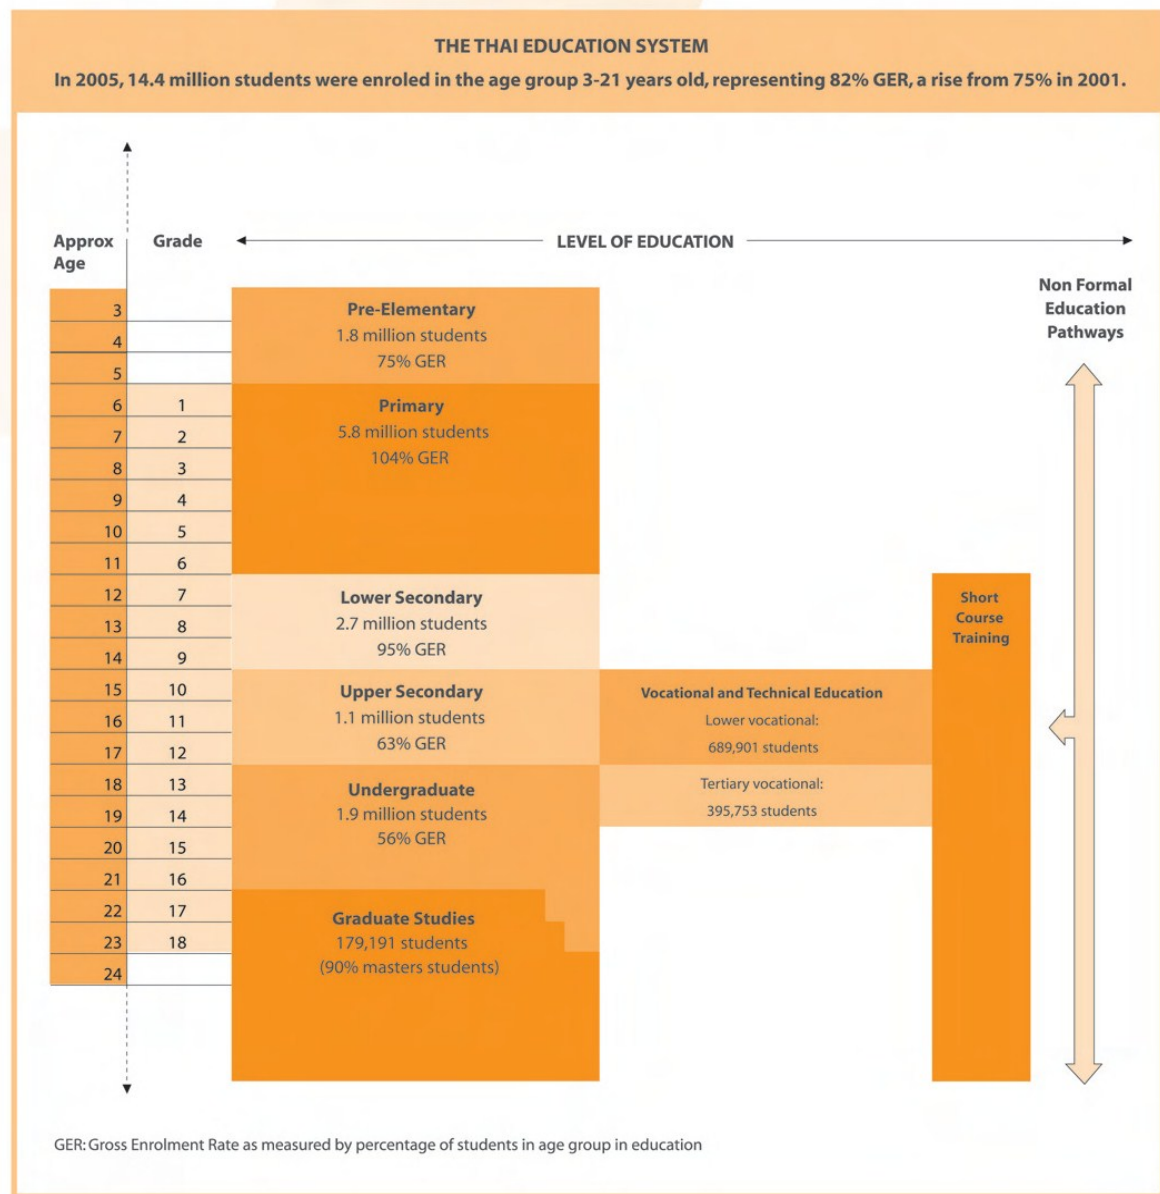 THE THAI EDUCATION SYSTEM
In 2005, 14.4 million students were enroled in the age group 3-21 years old, representing 82% GER, a rise from 75% in 2001.
Approx
Age
Grade
LEVEL OF EDUCATION
Non Formal
Education
Pathways
3
4
5
6 1
7 2
8 3
9 4
10 5
11 6
12 7
13 8
14 9
15 10
16 11
17 12
18 13
19 14
20 15
21 16
22 17
23 18
24
Pre-Elementary
1.8 million students
75% GER
Primary
5.8 million students
104% GER
Lower Secondary
2.7 million students
95% GER
Upper Secondary
1.1 million students
63% GER
Undergraduate
1.9 million students
56% GER
Graduate Studies
179,191 students
(90% masters students)
Vocational and Technical Education
Lower vocational:
689,901 students
Tertiary vocational:
395,753 students
Short
Course
Training
GER: Gross Enrolment Rate as measured by percentage of students in age group in education